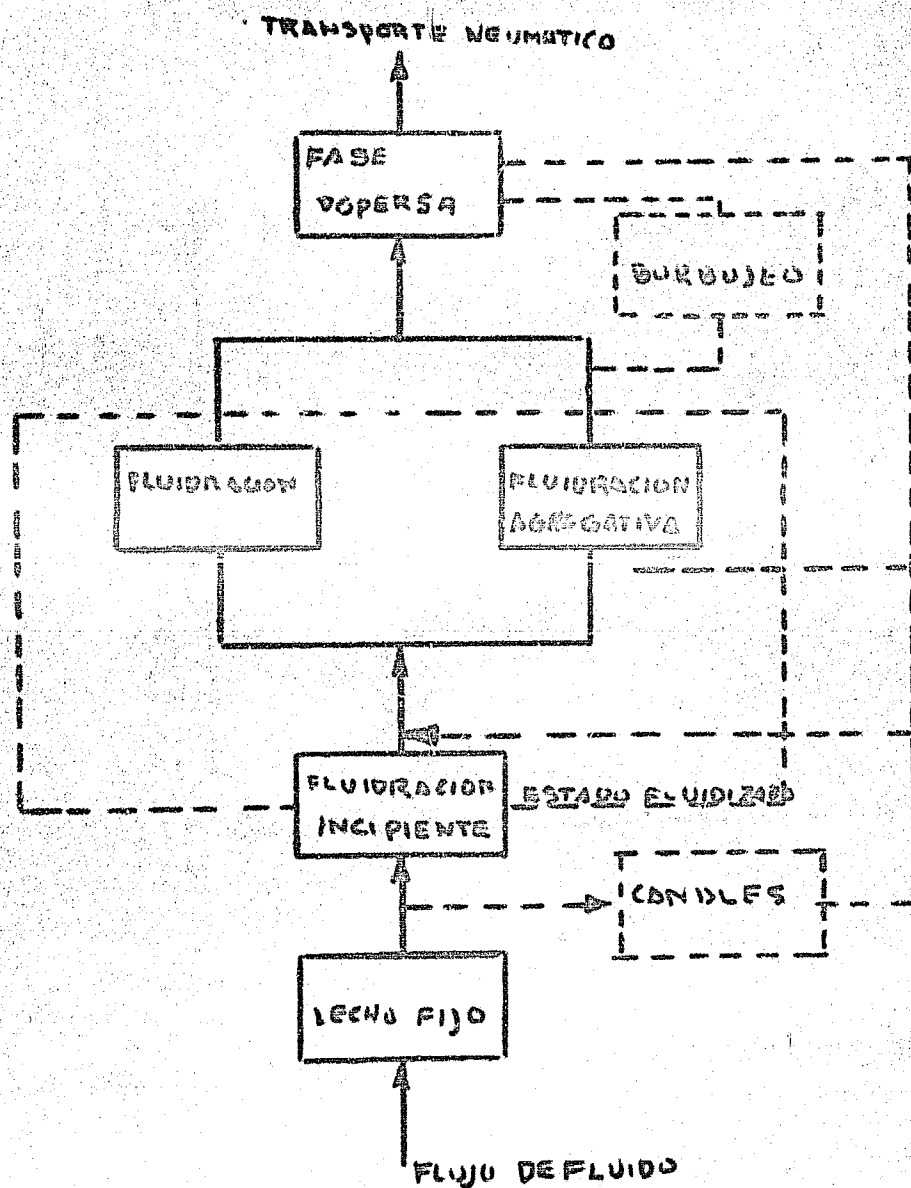 TRANSPORTE NEUMATICO
FASE
DOPERSA
BURBUJEO
FLUIDRACION
FLUIDRACION
AGREGATIVA
FLUIDRACION
INCIPIENTE
ESTADO FLUIDIZADO
CANALES
LECHO FIJO
FLUJO DE FLUIDO